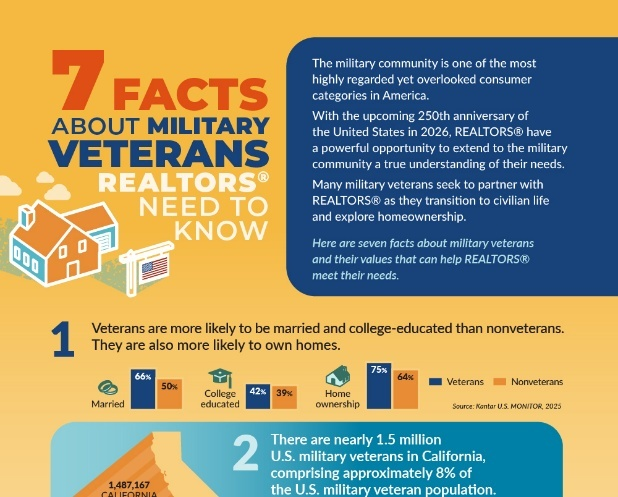 7 FACTS
ABOUT MILITARY
VETERANS
REALTORS®
NEED TO
KNOW
The military community is one of the most
highly regarded yet overlooked consumer
categories in America.
With the upcoming 250th anniversary of
the United States in 2026, REALTORS® have
a powerful opportunity to extend to the military
community a true understanding of their needs.
Many military veterans seek to partner with
REALTORS® as they transition to civilian life
and explore homeownership.
Here are seven facts about military veterans
and their values that can help REALTORS®
meet their needs.
1
Veterans are more likely to be married and college-educated than nonveterans.
They are also more likely to own homes.
Married
66%
50%
College
educated
42%
39%
Home
ownership
75%
64%
Veterans
Nonveterans
Source: Kantar U.S. MONITOR, 2025
2
There are nearly 1.5 million
U.S. military veterans in California,
comprising approximately 8% of
the U.S. military veteran population.
1,487,167
CALIFORNIA